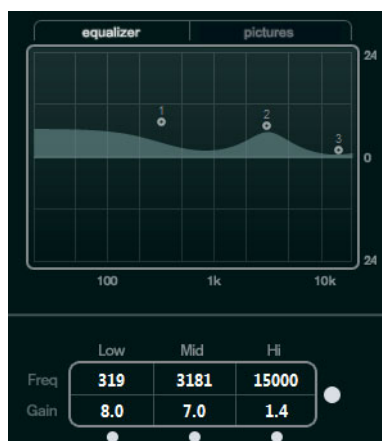 equalizer pictures
24
1 2 3
0
24
100 1k 10k
Low Mid Hi
Freq 319 3181 15000
Gain 8.0 7.0 1.4